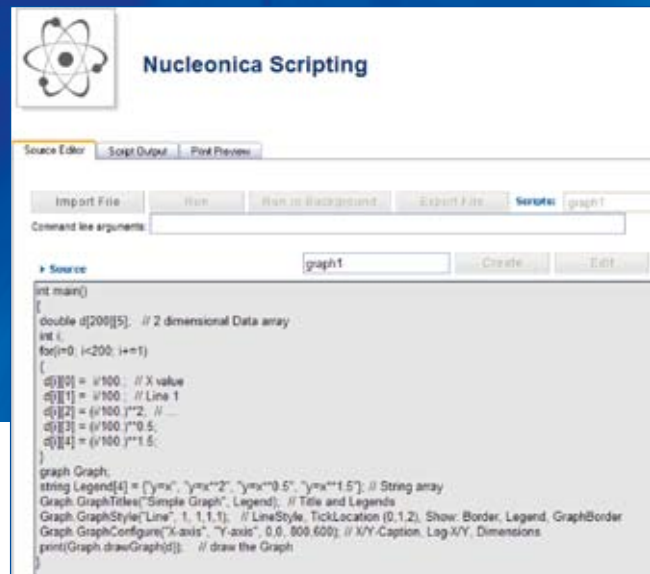 Nucleonica Scripting
Source Editor Script Output Print Preview
Import File Run Run in Background Export File Scripts: graph1
Command line arguments:
Source graph1 Create Edit
int main()
{
double d[200][5]; // 2 dimensional Data array
int i;
for(i=0; i<200; i+=1)
{
d[i][0] = i/100.; // X value
d[i][1] = i/100.; // Line 1
d[i][2] = (i/100.)**2; // ...
d[i][3] = (i/100.)**0.5;
d[i][4] = (i/100.)**1.5;
}
graph Graph;
string Legend[4] = {"y=x", "y=x**2", "y=x**0.5", "y=x**1.5"}; // String array
Graph.GraphTitles("Simple Graph", Legend); // Title and Legends
Graph.GraphStyle("Line", 1, 1,1,1); // LineStyle, TickLocation (0,1,2), Show: Border, Legend, GraphBorder
Graph.GraphConfigure("X-axis", "Y-axis", 0,0, 800,600); // X/Y-Caption, Log-X/Y, Dimensions
print(Graph.drawGraph(d)); // draw the Graph
}